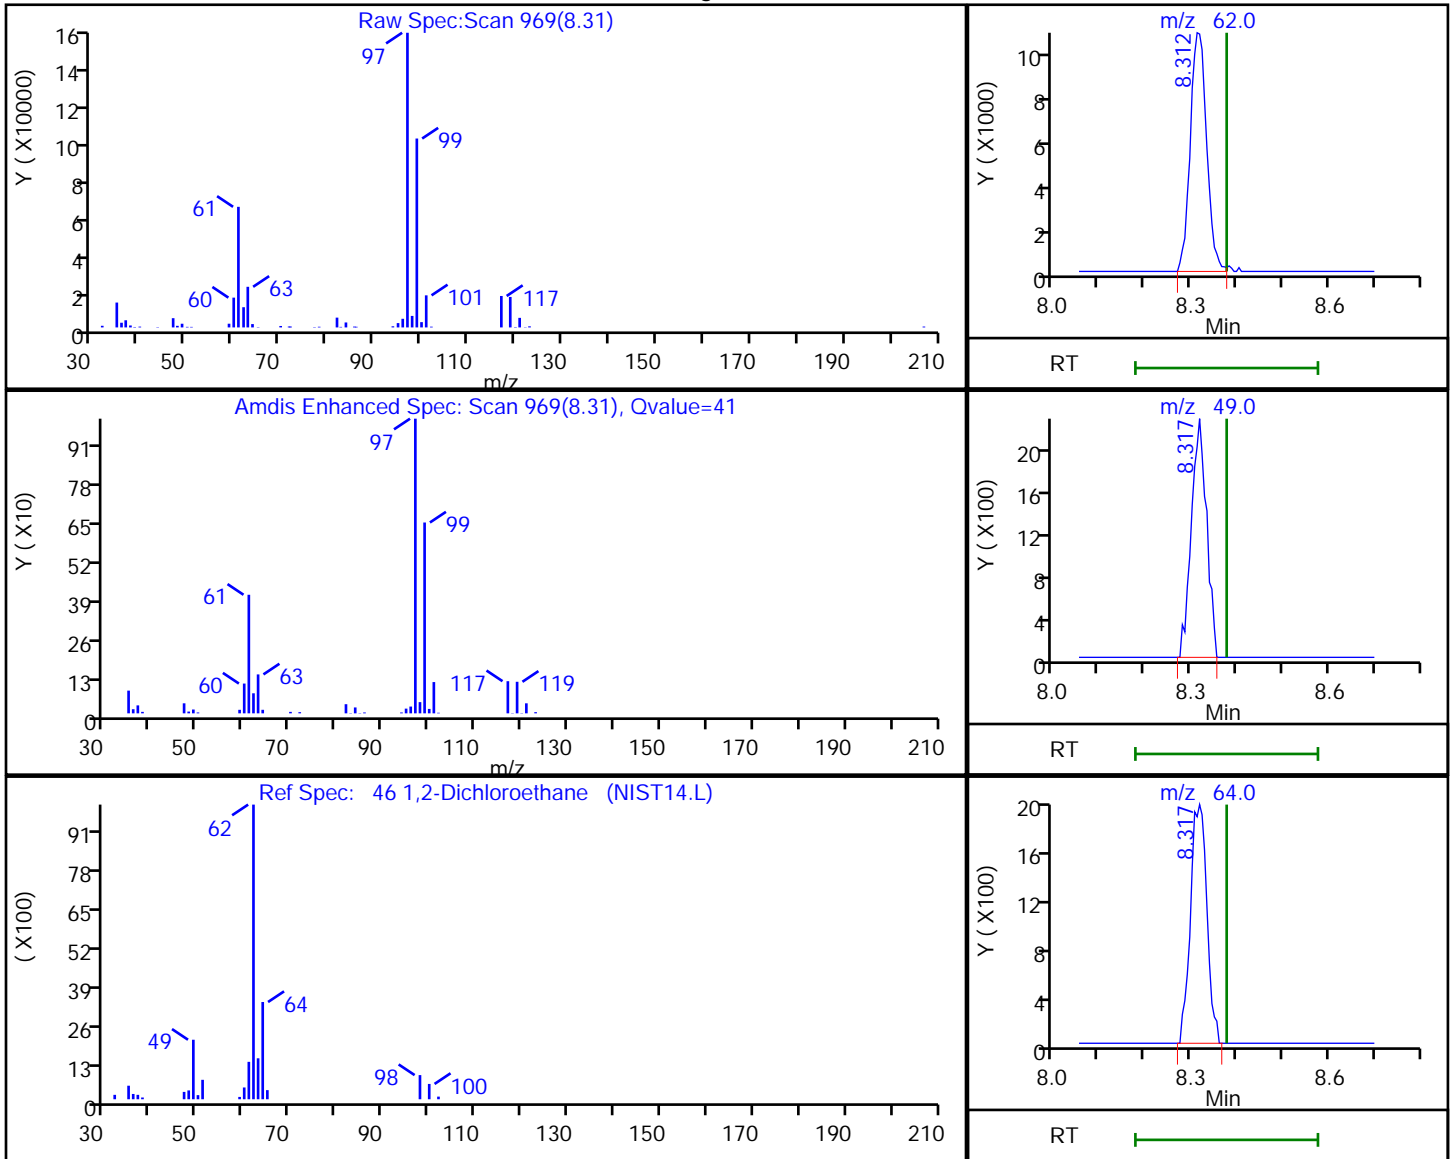 Raw Spec:Scan 969(8.31)
Y ( X10000)
16
14
12
10
8
6
4
2
0
97
99
61
60
63
101
117
30 50 70 90 110 130 150 170 190 210
m/z
m/z 62.0
Y ( X1000)
10
8
6
4
2
0
8.312
8.0 8.3 8.6
Min
RT
Amdis Enhanced Spec: Scan 969(8.31), Qvalue=41
Y ( X10)
91
78
65
52
39
26
13
0
97
99
61
60
63
117
119
30 50 70 90 110 130 150 170 190 210
m/z
m/z 49.0
Y ( X100)
20
16
12
8
4
0
8.317
8.0 8.3 8.6
Min
RT
Ref Spec: 46 1,2-Dichloroethane (NIST14.L)
( X100)
91
78
65
52
39
26
13
0
62
64
49
98
100
30 50 70 90 110 130 150 170 190 210
m/z 64.0
Y ( X100)
20
16
12
8
4
0
8.317
8.0 8.3 8.6
Min
RT